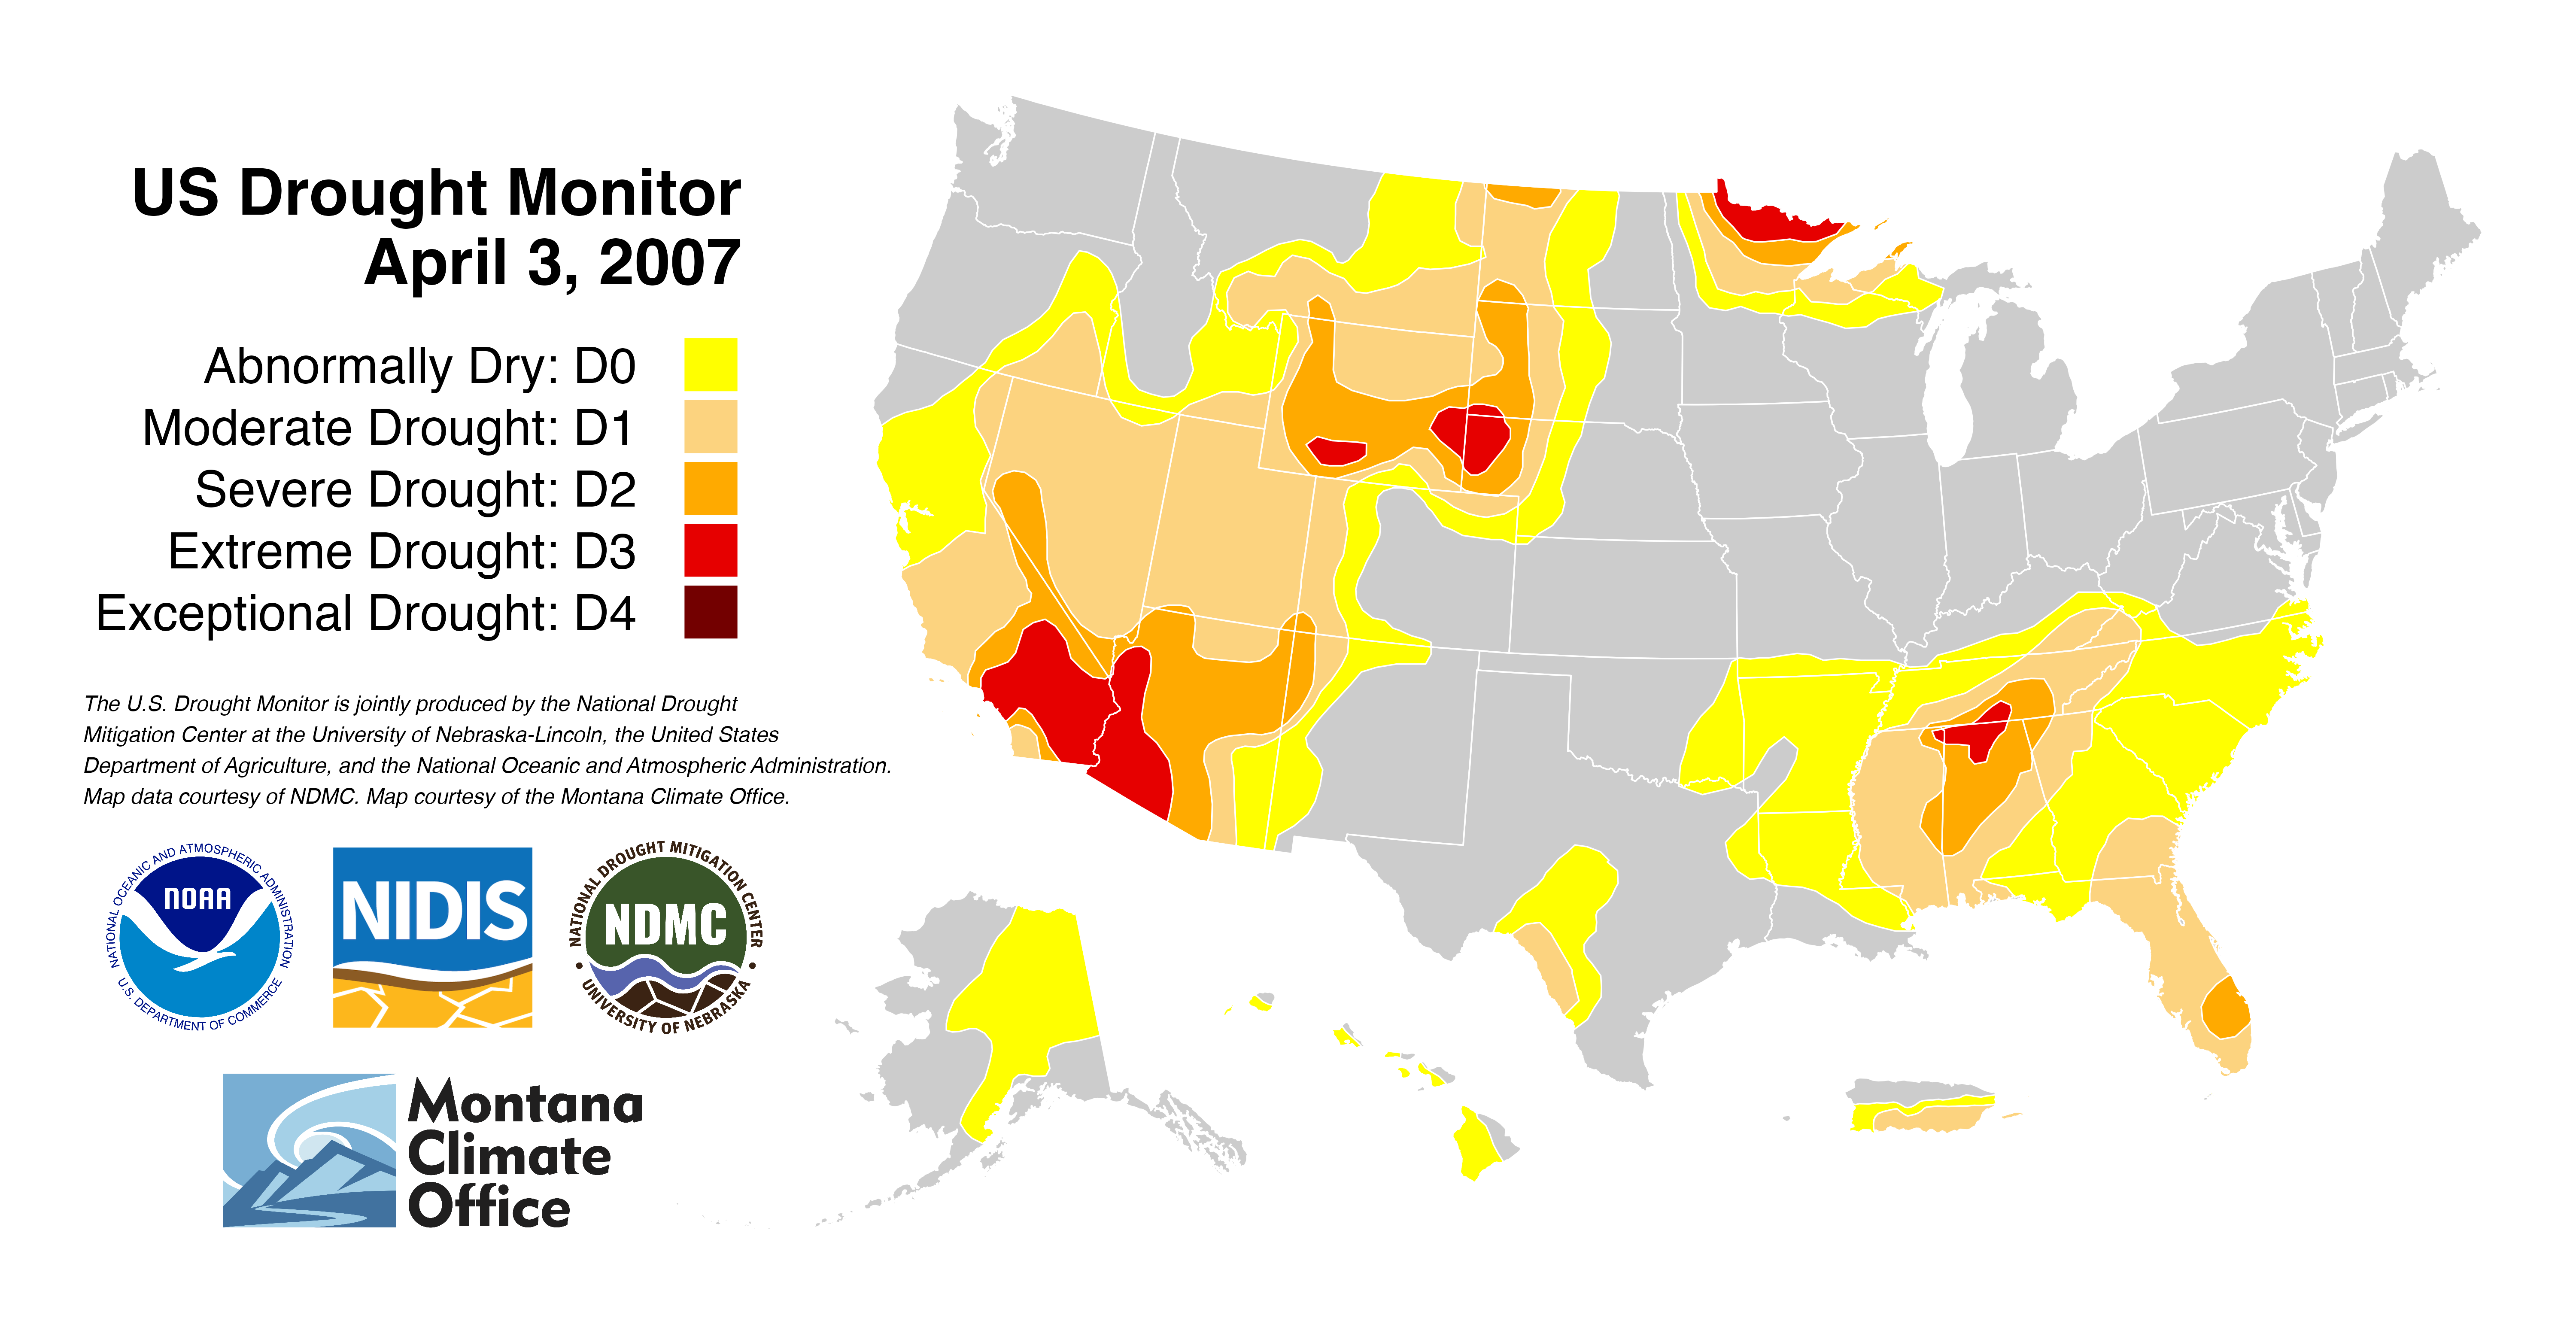 US Drought Monitor
April 3, 2007
Abnormally Dry: D0
Moderate Drought: D1
Severe Drought: D2
Extreme Drought: D3
Exceptional Drought: D4
The U.S. Drought Monitor is jointly produced by the National Drought
Mitigation Center at the University of Nebraska-Lincoln, the United States
Department of Agriculture, and the National Oceanic and Atmospheric Administration.
Map data courtesy of NDMC. Map courtesy of the Montana Climate Office.
NATIONAL OCEANIC AND ATMOSPHERIC ADMINISTRATION
NOAA
U.S. DEPARTMENT OF COMMERCE
NIDIS
NATIONAL DROUGHT MITIGATION CENTER
NDMC
UNIVERSITY OF NEBRASKA
Montana
Climate
Office